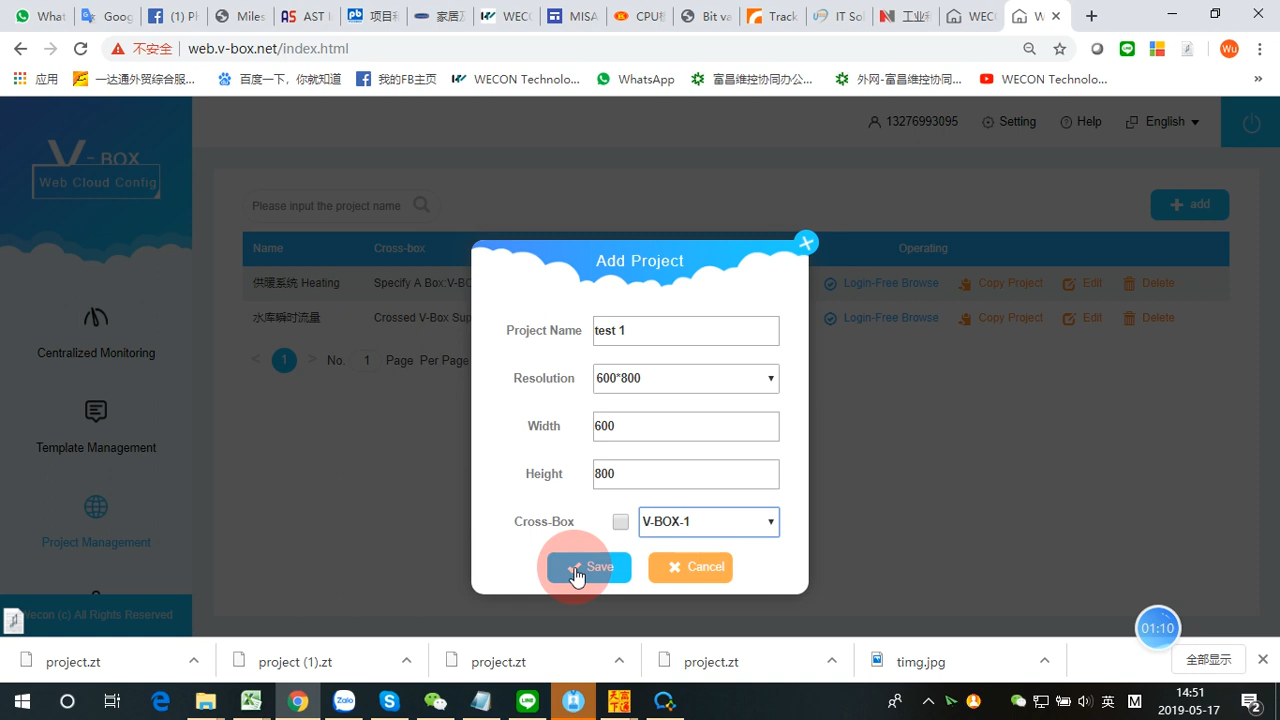 What
Goog
(1) P
Miles
AST I
项目和
家居
WECO
MISA
CPU
Bit va
Track
IT So
工业和
WEC
W
不安全
web.v-box.net/index.html
Wu
应用
一达通外贸综合服...
百度一下，你就知道
我的FB主页
WECON Technolo...
WhatsApp
富昌维控协同办公...
外网-富昌维控协同...
WECON Technolo...
V-BOX
Web Cloud Config
13276993095
Setting
Help
English
Please input the project name
add
Name
Cross-box
Operating
供暖系统 Heating
Specify A Box:V-BO
Login-Free Browse
Copy Project
Edit
Delete
水库瞬时流量
Crossed V-Box Sup
Login-Free Browse
Copy Project
Edit
Delete
<
1
>
No.
1
Page
Per Page
Centralized Monitoring
Template Management
Project Management
Add Project
Project Name
test 1
Resolution
600*800
Width
600
Height
800
Cross-Box
V-BOX-1
Save
Cancel
econ (c) All Rights Reserved
01:10
project.zt
project (1).zt
project.zt
project.zt
timg.jpg
全部显示
Zalo
英
M
14:51
2019-05-17
2